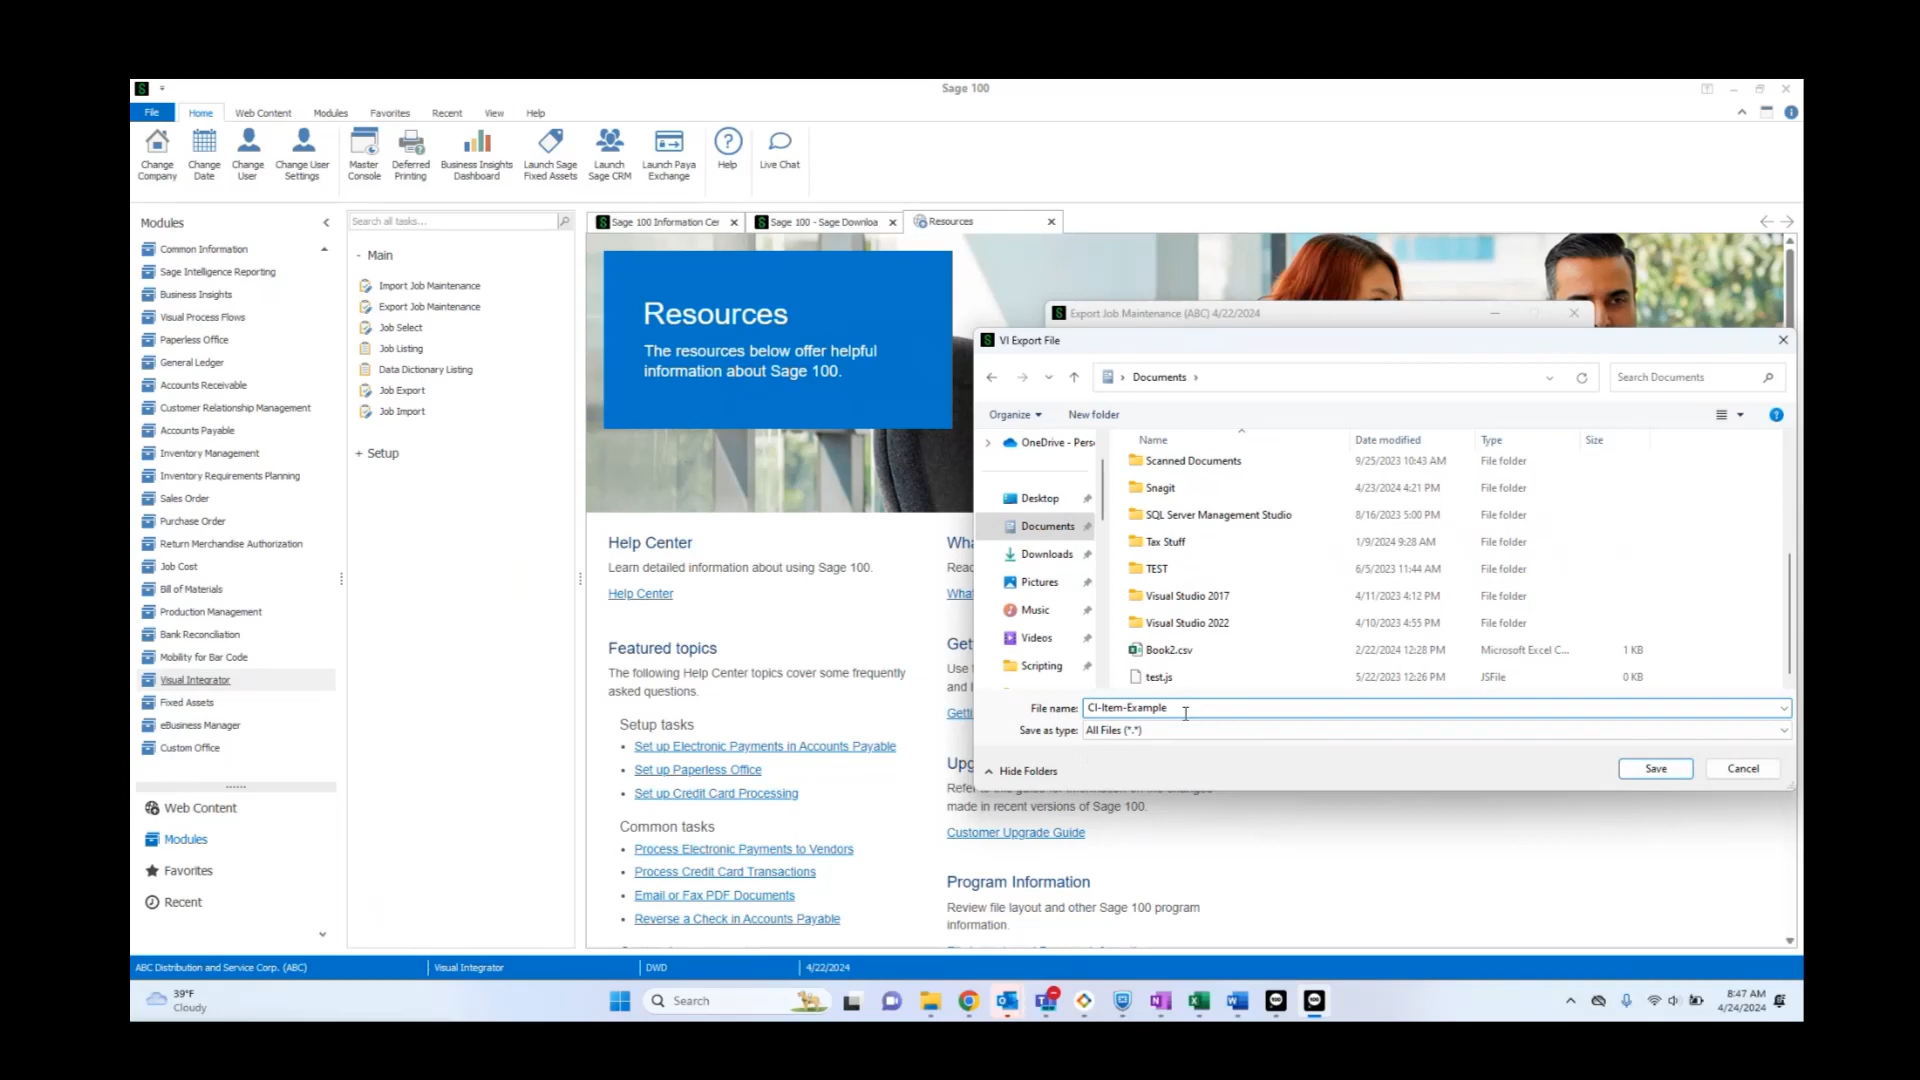 Sage 100
File
Home
Web Content
Modules
Favorites
Recent
View
Help
Change Company
Change Date
Change User
Change User Settings
Master Console
Deferred Printing
Business Insights Dashboard
Launch Sage Fixed Assets
Launch Sage CRM
Launch Paya Exchange
Help
Live Chat
Modules
Common Information
Sage Intelligence Reporting
Business Insights
Visual Process Flows
Paperless Office
General Ledger
Accounts Receivable
Customer Relationship Management
Accounts Payable
Inventory Management
Inventory Requirements Planning
Sales Order
Purchase Order
Return Merchandise Authorization
Job Cost
Bill of Materials
Production Management
Bank Reconciliation
Mobility for Bar Code
Visual Integrator
Fixed Assets
eBusiness Manager
Custom Office
Web Content
Modules
Favorites
Recent
Search all tasks...
- Main
Import Job Maintenance
Export Job Maintenance
Job Select
Job Listing
Data Dictionary Listing
Job Export
Job Import
+ Setup
Sage 100 Information Cer
Sage 100 - Sage Downloa
Resources
Resources
The resources below offer helpful
information about Sage 100.
Help Center
Learn detailed information about using Sage 100.
Help Center
Featured topics
The following Help Center topics cover some frequently
asked questions.
Setup tasks
• Set up Electronic Payments in Accounts Payable
• Set up Paperless Office
• Set up Credit Card Processing
Common tasks
• Process Electronic Payments to Vendors
• Process Credit Card Transactions
• Email or Fax PDF Documents
• Reverse a Check in Accounts Payable
Export Job Maintenance (ABC) 4/22/2024
VI Export File
Documents
Search Documents
Organize
New folder
OneDrive - Pers
Desktop
Documents
Downloads
Pictures
Music
Videos
Scripting
Name Date modified Type Size
Scanned Documents 9/25/2023 10:43 AM File folder
Snagit 4/23/2024 4:21 PM File folder
SQL Server Management Studio 8/16/2023 5:00 PM File folder
Tax Stuff 1/9/2024 9:28 AM File folder
TEST 6/5/2023 11:44 AM File folder
Visual Studio 2017 4/11/2023 4:12 PM File folder
Visual Studio 2022 4/10/2023 4:55 PM File folder
Book2.csv 2/22/2024 12:28 PM Microsoft Excel C... 1 KB
test.js 5/22/2023 12:26 PM JSFile 0 KB
File name: CI-Item-Example
Save as type: All Files (*.*)
Hide Folders
Save
Cancel
made in recent versions of Sage 100.
Customer Upgrade Guide
Program Information
Review file layout and other Sage 100 program
information.
ABC Distribution and Service Corp. (ABC)
Visual Integrator
DWD
4/22/2024
39°F
Cloudy
Search
8:47 AM
4/24/2024